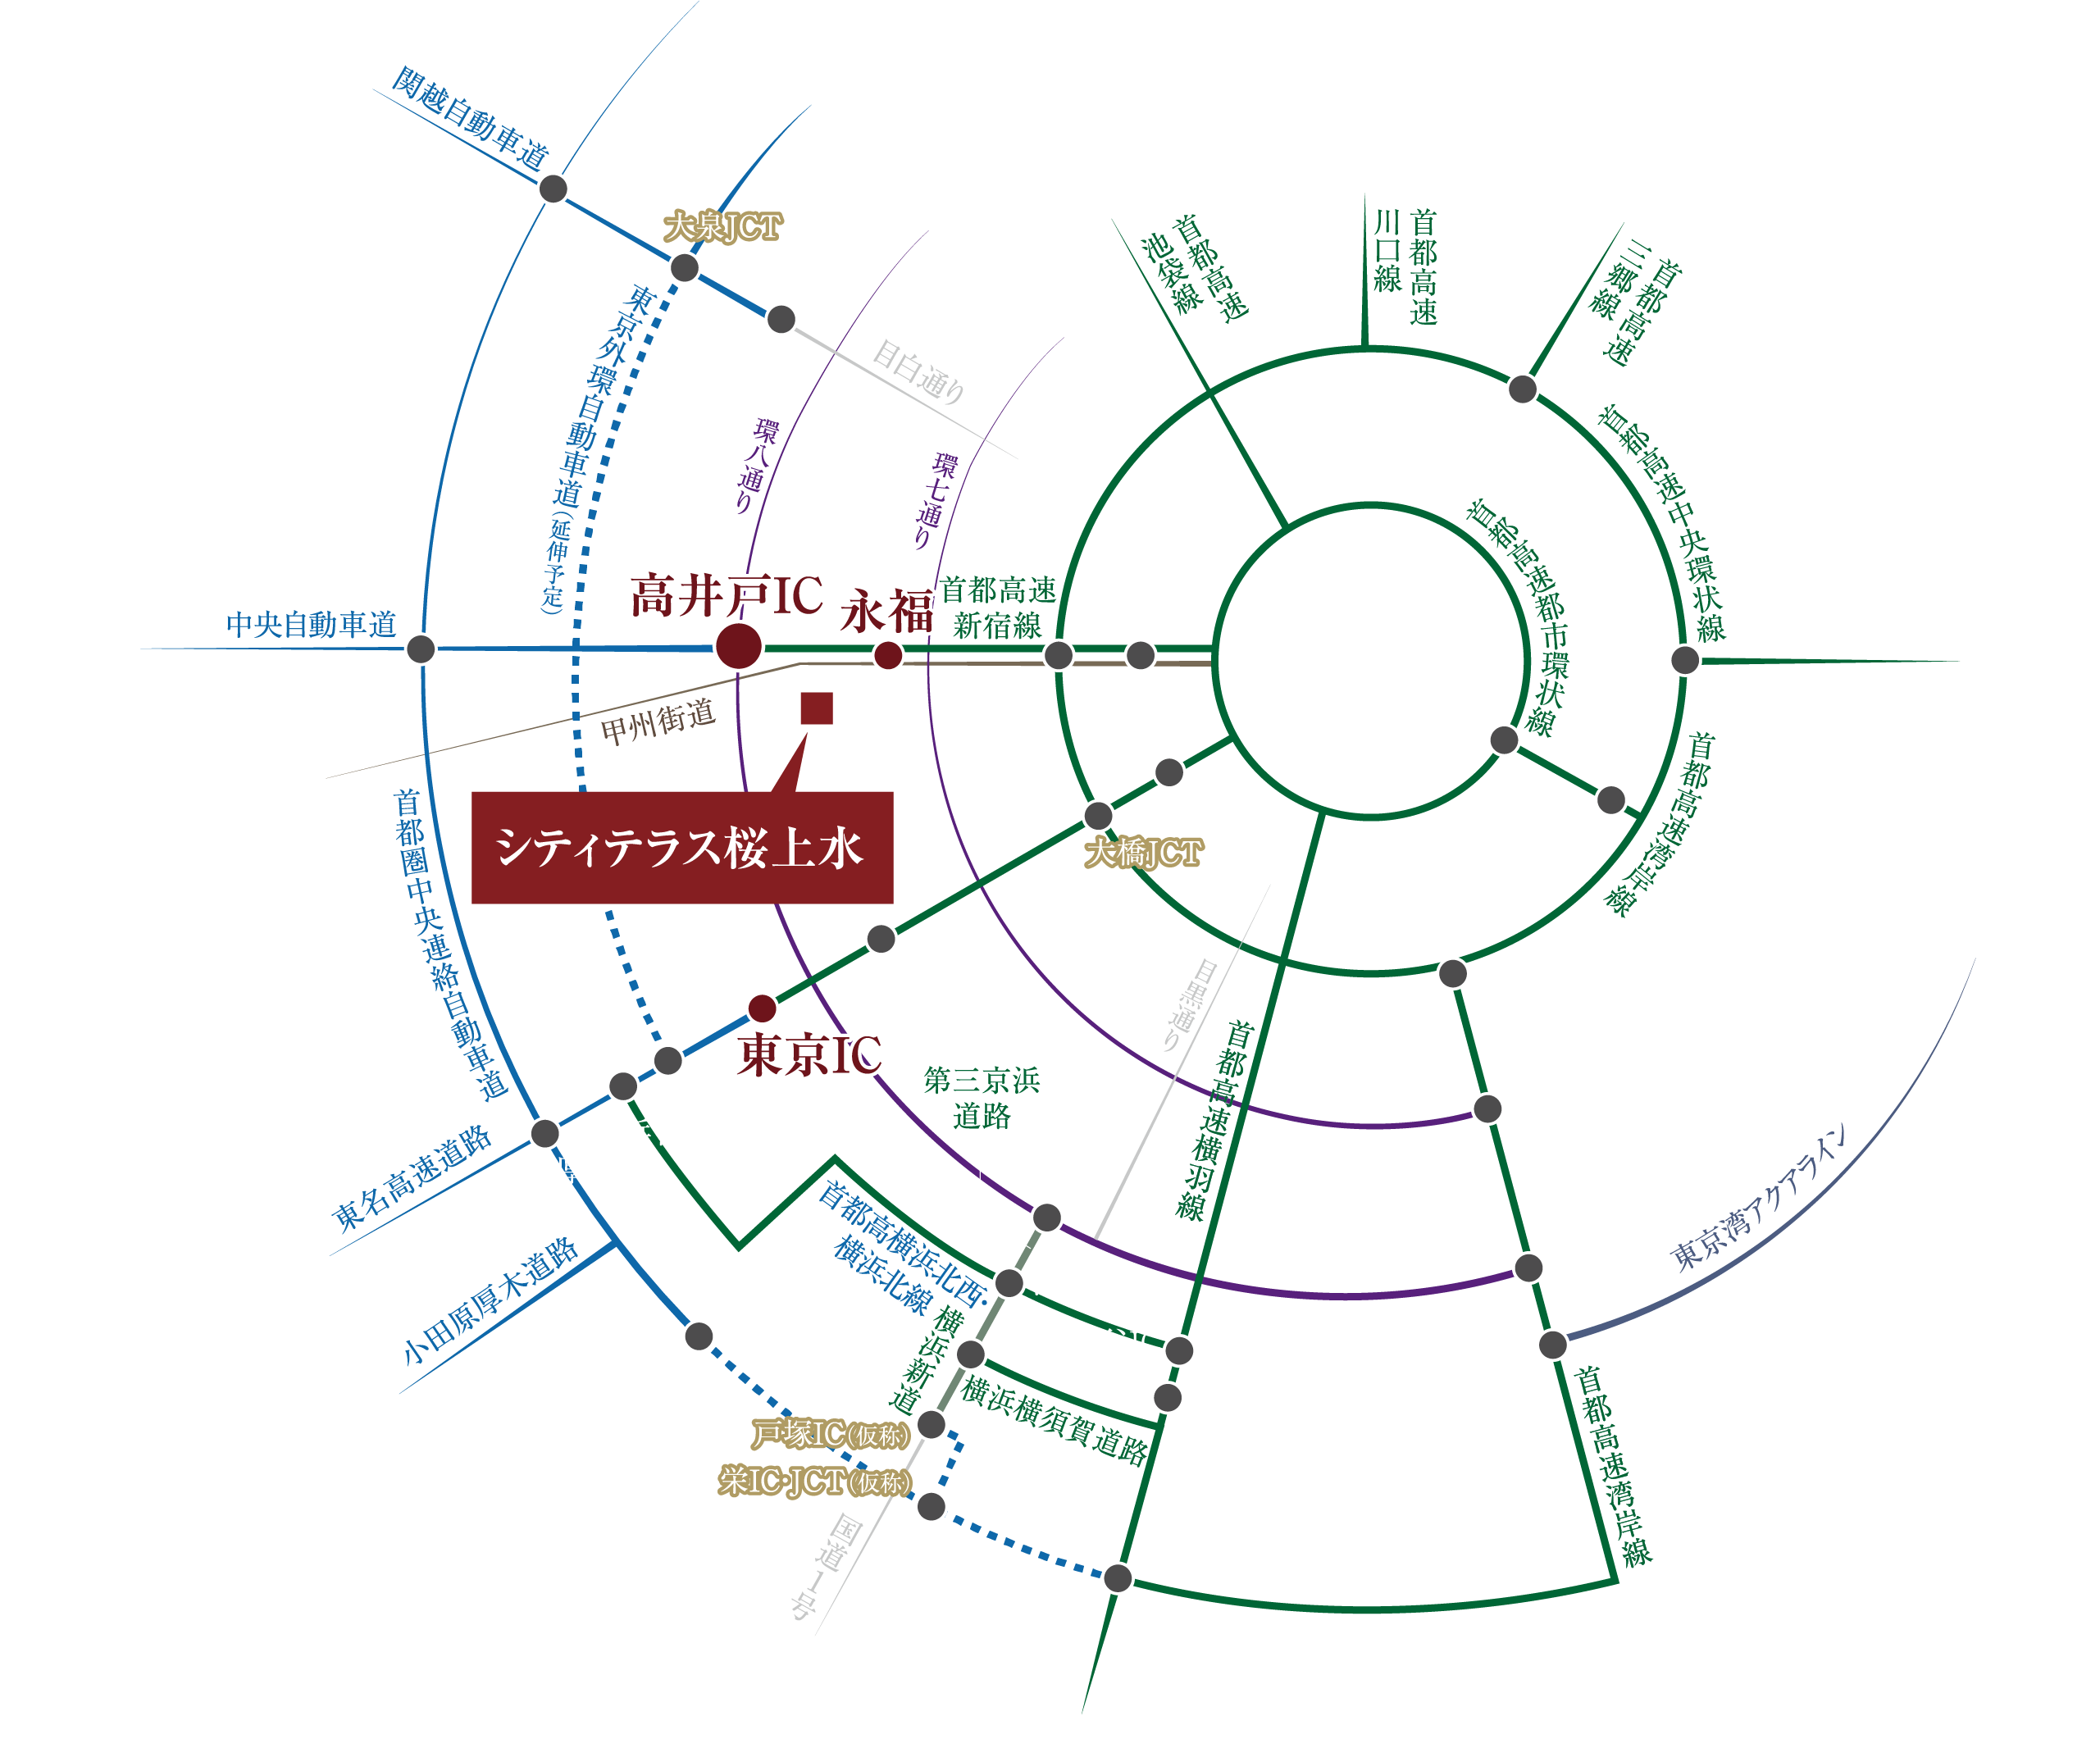 関越自動車道
大泉JCT
東京外環自動車道(延伸予定)
目白通り
環八通り
環七通り
首都高速
池袋線
首都高速
川口線
首都高速
三郷線
首都高速中央環状線
首都高速都市環状線
高井戸IC
永福
首都高速
新宿線
中央自動車道
甲州街道
シティテラス桜上水
首都圏中央連絡自動車道
大橋JCT
首都高速湾岸線
目黒通り
東京IC
第三京浜
道路
首都高速横羽線
東名高速道路
小田原厚木道路
首都高横浜北西・
横浜北線
横浜新道
横浜横須賀道路
東京湾アクアライン
首都高速湾岸線
戸塚IC(仮称)
栄IC・JCT(仮称)
国道1号